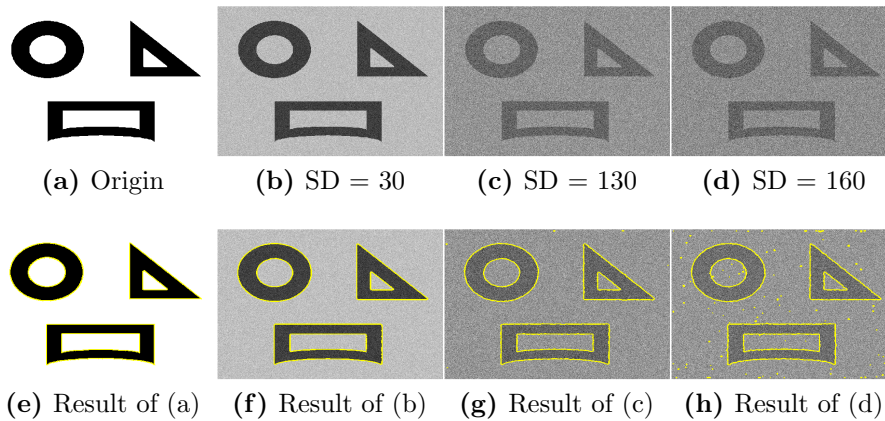 (a) Origin
(b) SD = 30
(c) SD = 130
(d) SD = 160
(e) Result of (a)
(f) Result of (b)
(g) Result of (c)
(h) Result of (d)